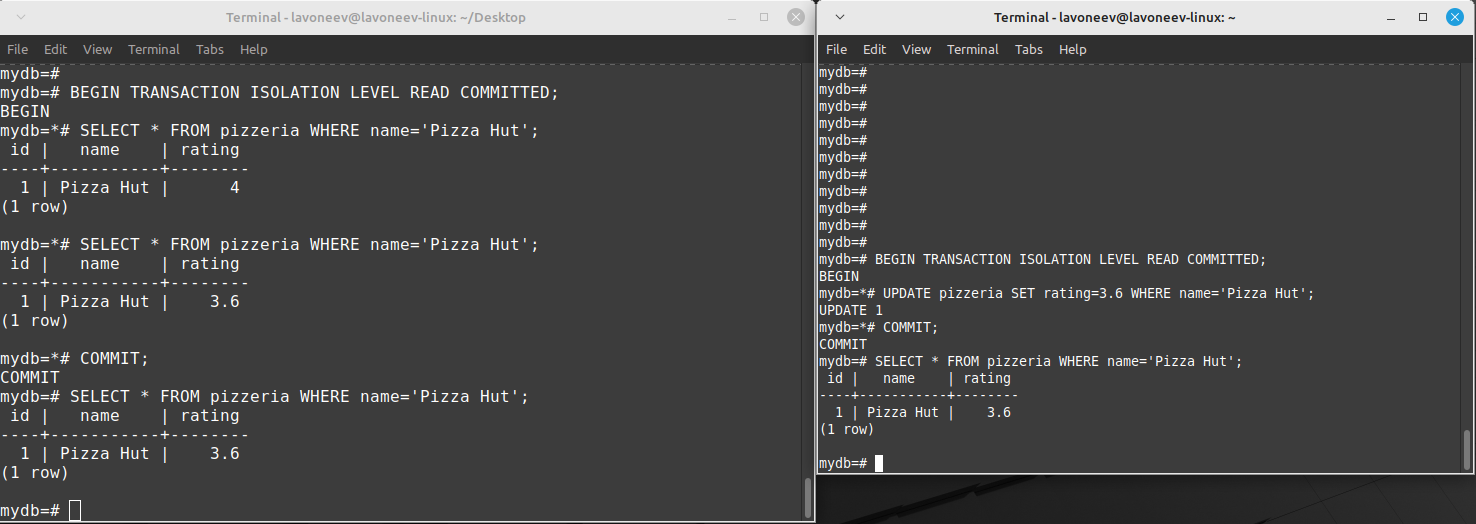 Terminal - lavoneev@lavoneev-linux: ~/Desktop
File Edit View Terminal Tabs Help
mydb=#
mydb=# BEGIN TRANSACTION ISOLATION LEVEL READ COMMITTED;
BEGIN
mydb=*# SELECT * FROM pizzeria WHERE name='Pizza Hut';
 id |   name    | rating
----+-----------+--------
  1 | Pizza Hut |      4
(1 row)

mydb=*# SELECT * FROM pizzeria WHERE name='Pizza Hut';
 id |   name    | rating
----+-----------+--------
  1 | Pizza Hut |    3.6
(1 row)

mydb=*# COMMIT;
COMMIT
mydb=# SELECT * FROM pizzeria WHERE name='Pizza Hut';
 id |   name    | rating
----+-----------+--------
  1 | Pizza Hut |    3.6
(1 row)

mydb=#
Terminal - lavoneev@lavoneev-linux: ~
File Edit View Terminal Tabs Help
mydb=#
mydb=#
mydb=#
mydb=#
mydb=#
mydb=#
mydb=#
mydb=#
mydb=#
mydb=#
mydb=#
mydb=# BEGIN TRANSACTION ISOLATION LEVEL READ COMMITTED;
BEGIN
mydb=*# UPDATE pizzeria SET rating=3.6 WHERE name='Pizza Hut';
UPDATE 1
mydb=*# COMMIT;
COMMIT
mydb=# SELECT * FROM pizzeria WHERE name='Pizza Hut';
 id |   name    | rating
----+-----------+--------
  1 | Pizza Hut |    3.6
(1 row)

mydb=#